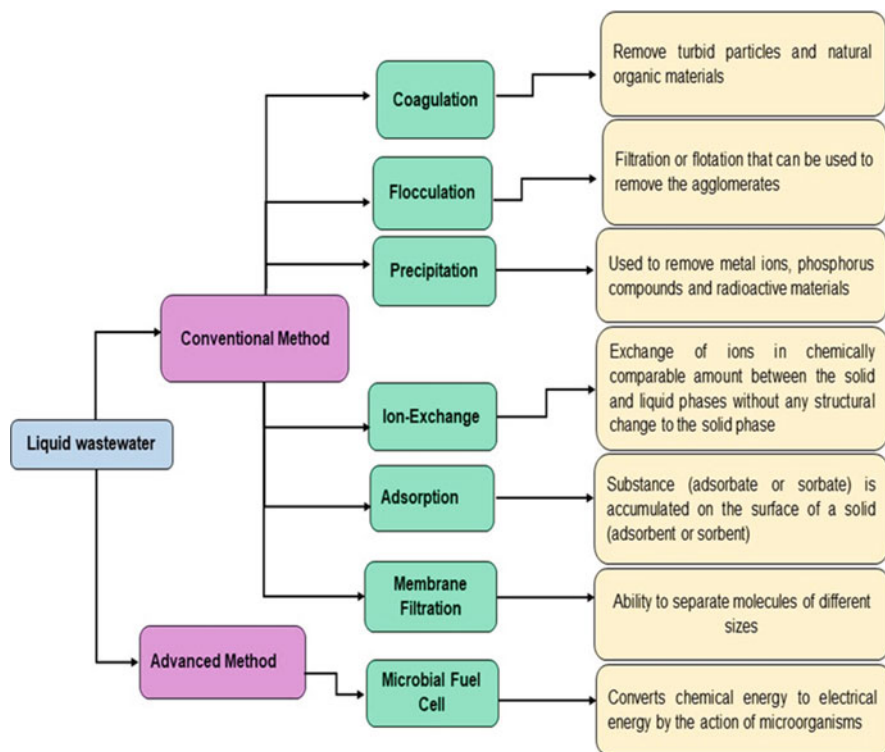 Coagulation
Remove turbid particles and natural
organic materials
Flocculation
Filtration or flotation that can be used to
remove the agglomerates
Precipitation
Used to remove metal ions, phosphorus
compounds and radioactive materials
Conventional Method
Ion-Exchange
Exchange of ions in chemically
comparable amount between the solid
and liquid phases without any structural
change to the solid phase
Liquid wastewater
Adsorption
Substance (adsorbate or sorbate) is
accumulated on the surface of a solid
(adsorbent or sorbent)
Membrane
Filtration
Ability to separate molecules of different
sizes
Advanced Method
Microbial Fuel
Cell
Converts chemical energy to electrical
energy by the action of microorganisms